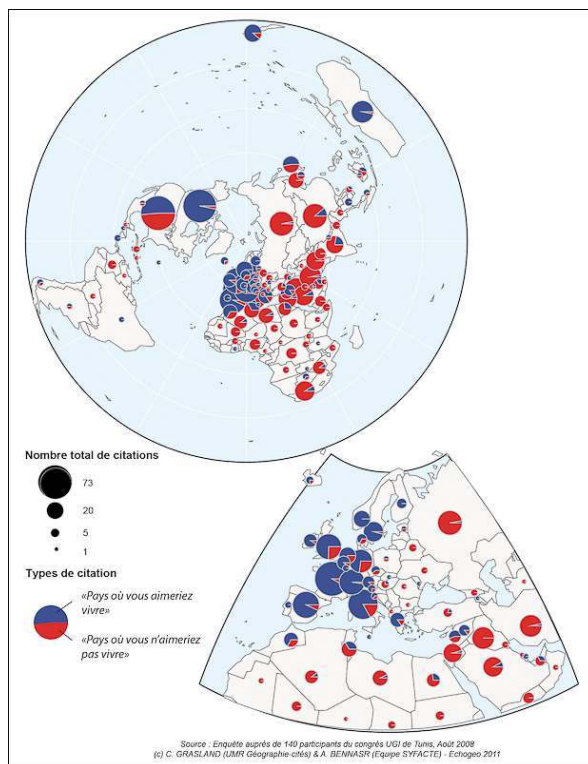 Nombre total de citations
73
20
5
1
Types de citation
«Pays où vous aimeriez
vivre»
«Pays où vous n'aimeriez
pas vivre»
Source : Enquête auprès de 140 participants du congrès UGI de Tunis, Août 2008
(c) C. GRASLAND (UMR Géographie-cités) & A. BENNASR (Equipe SYFACTE) - Echogeo 2011